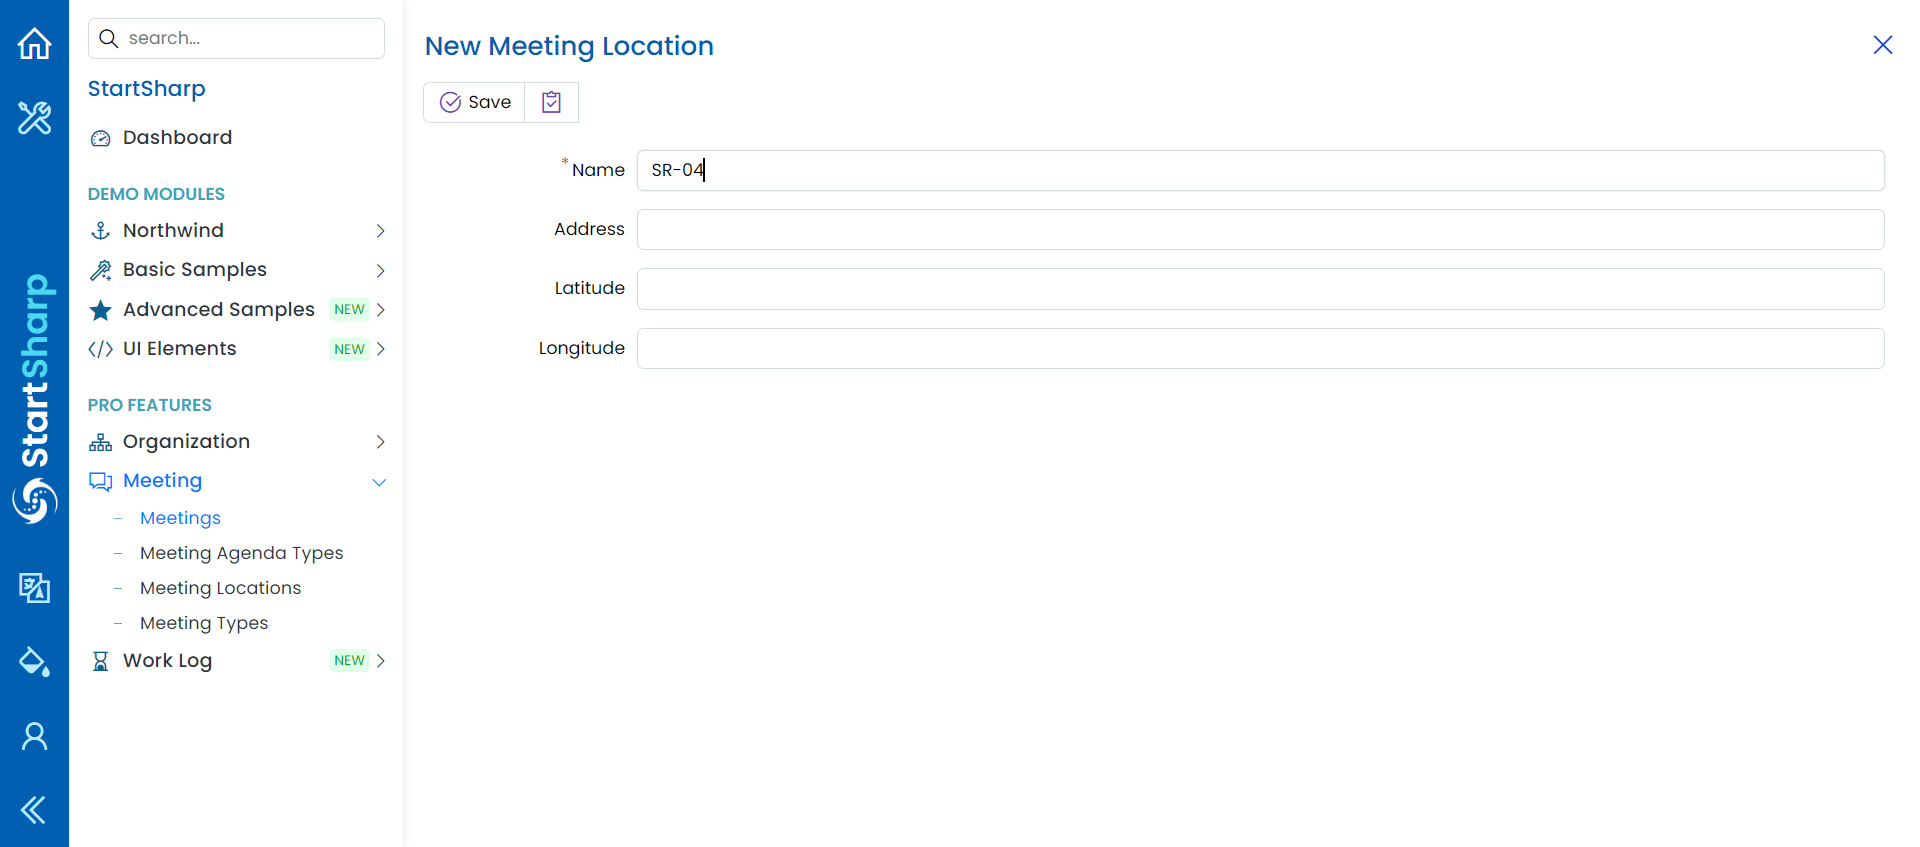 search...
StartSharp
Dashboard
DEMO MODULES
Northwind
Basic Samples
Advanced Samples NEW
UI Elements NEW
PRO FEATURES
Organization
Meeting
- Meetings
- Meeting Agenda Types
- Meeting Locations
- Meeting Types
Work Log NEW
StartSharp
New Meeting Location
Save
* Name SR-04
Address
Latitude
Longitude